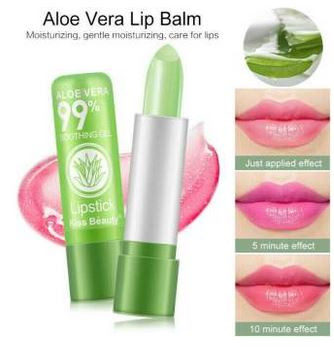 Aloe Vera Lip Balm
Moisturizing, gentle moisturizing, care for lips
ALOE VERA
99%
SOOTHING GEL
Lipstick
Kiss Beauty
Just applied effect
5 minute effect
10 minute effect